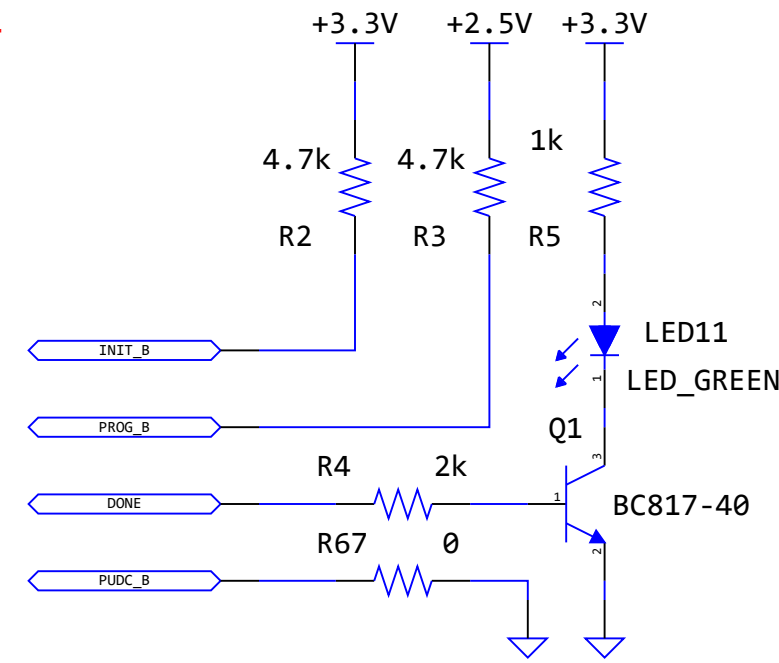 +3.3V +2.5V +3.3V
1k
4.7k 4.7k
R2 R3 R5
2
LED11
INIT_B
1
LED_GREEN
PROG_B
Q1
3
R4 2k
DONE
1
BC817-40
R67 0
2
PUDC_B